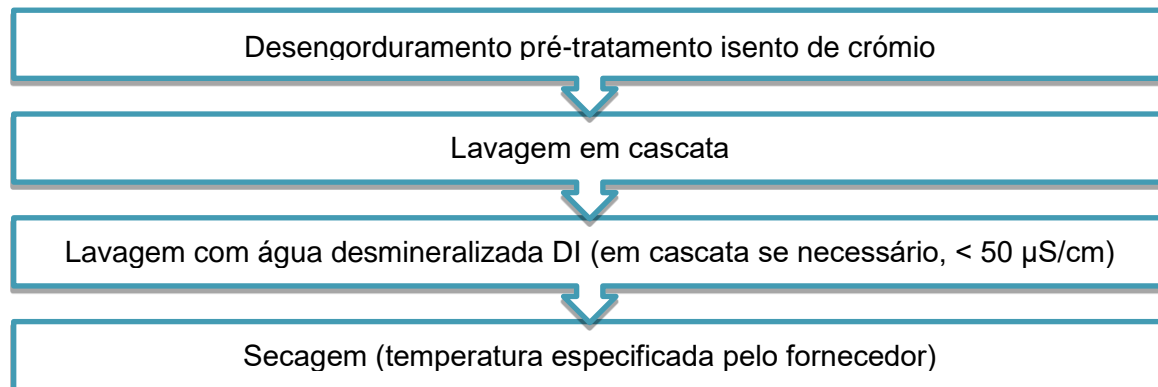 Desengorduramento pré-tratamento isento de crómio
Lavagem em cascata
Lavagem com água desmineralizada DI (em cascata se necessário, < 50 µS/cm)
Secagem (temperatura especificada pelo fornecedor)